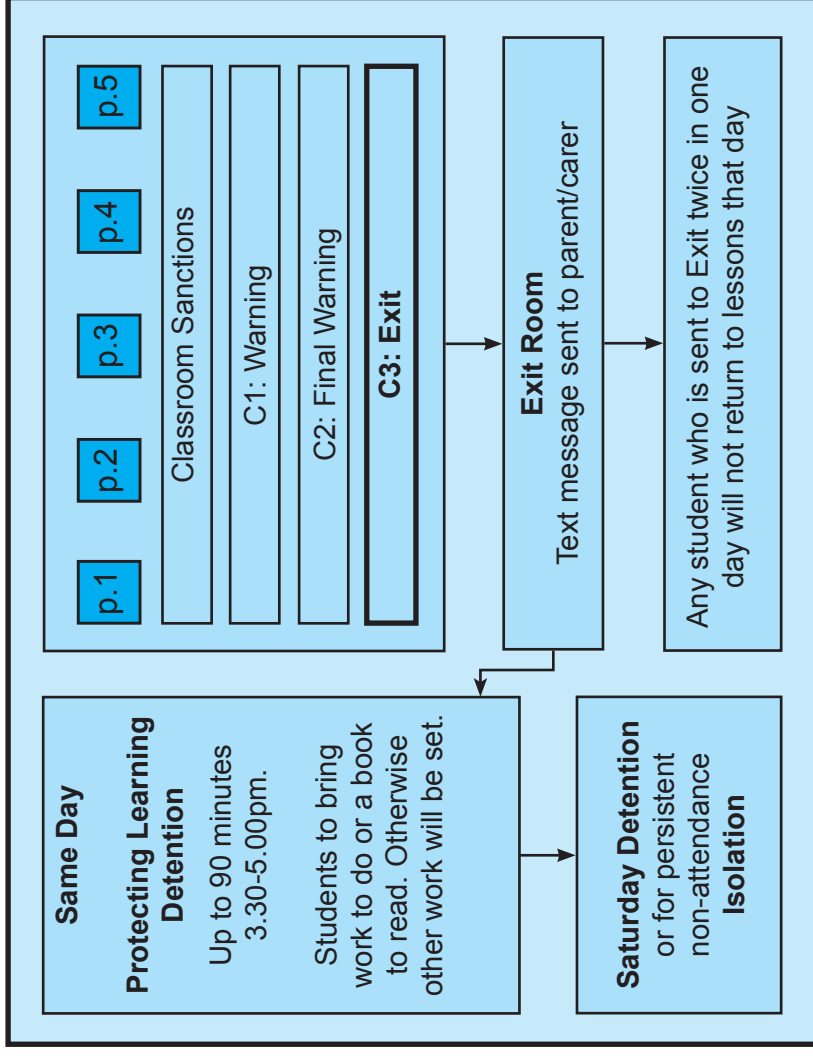 Same Day
Protecting Learning
Detention
Up to 90 minutes
3.30-5.00pm.
Students to bring
work to do or a book
to read. Otherwise
other work will be set.
Saturday Detention
or for persistent
non-attendance
Isolation
p.1 p.2 p.3 p.4 p.5
Classroom Sanctions
C1: Warning
C2: Final Warning
C3: Exit
Exit Room
Text message sent to parent/carer
Any student who is sent to Exit twice in one
day will not return to lessons that day